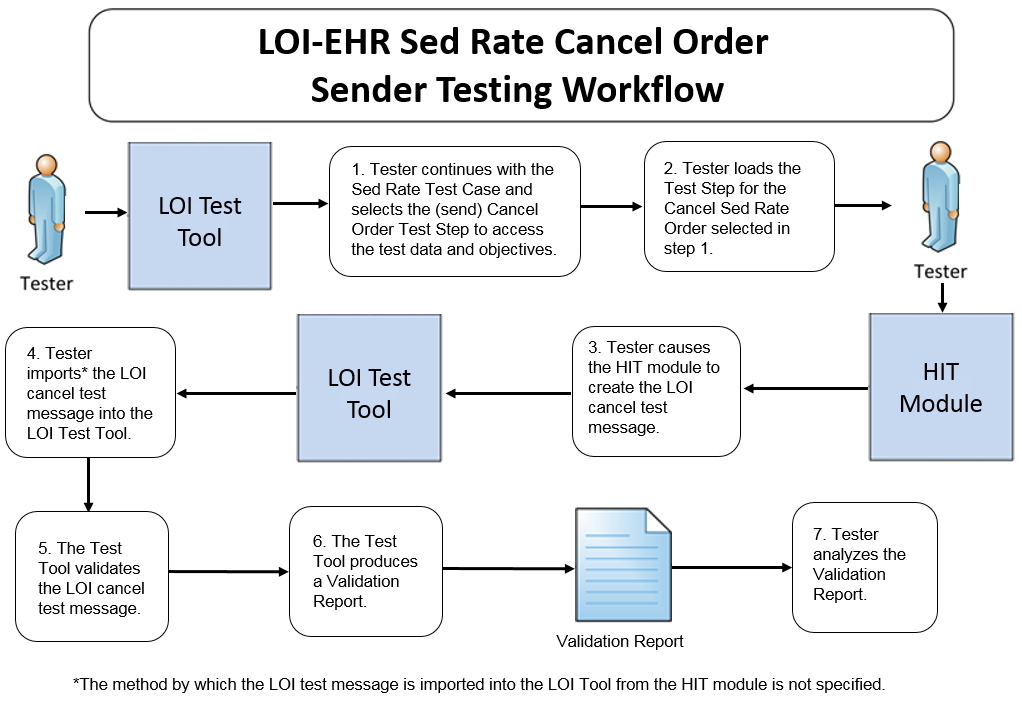 LOI-EHR Sed Rate Cancel Order
Sender Testing Workflow
Tester
LOI Test
Tool
1. Tester continues with the
Sed Rate Test Case and
selects the (send) Cancel
Order Test Step to access
the test data and objectives.
2. Tester loads the
Test Step for the
Cancel Sed Rate
Order selected in
step 1.
Tester
HIT
Module
3. Tester causes
the HIT module to
create the LOI
cancel test
message.
LOI Test
Tool
4. Tester
imports* the LOI
cancel test
message into the
LOI Test Tool.
5. The Test
Tool validates
the LOI cancel
test message.
6. The Test
Tool produces
a Validation
Report.
Validation Report
7. Tester
analyzes the
Validation
Report.
*The method by which the LOI test message is imported into the LOI Tool from the HIT module is not specified.